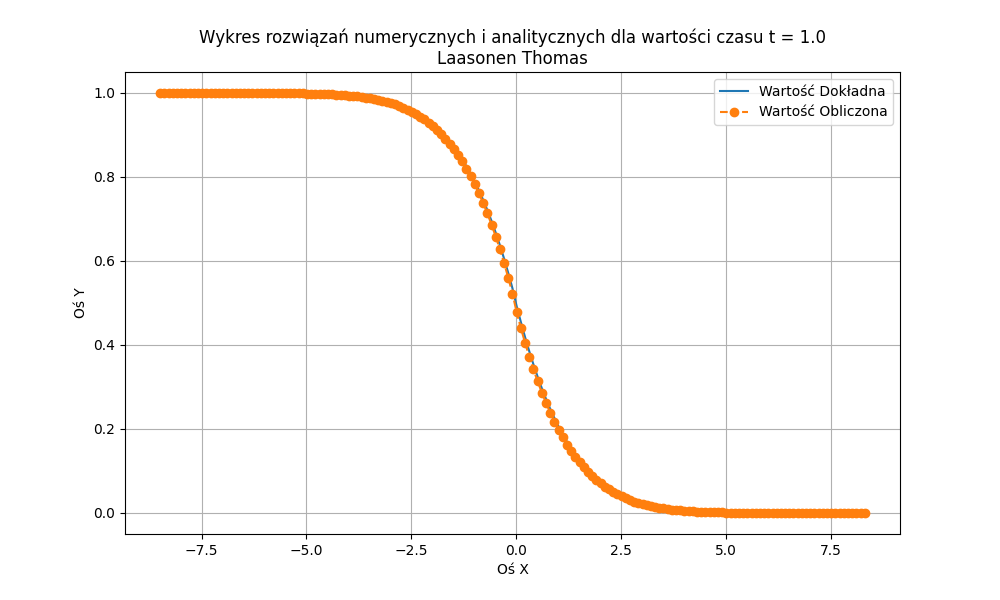 Wykres rozwiązań numerycznych i analitycznych dla wartości czasu t = 1.0
Laasonen Thomas
Wartość Dokładna
Wartość Obliczona
1.0
0.8
0.6
0.4
0.2
0.0
Oś Y
−7.5
−5.0
−2.5
0.0
2.5
5.0
7.5
Oś X